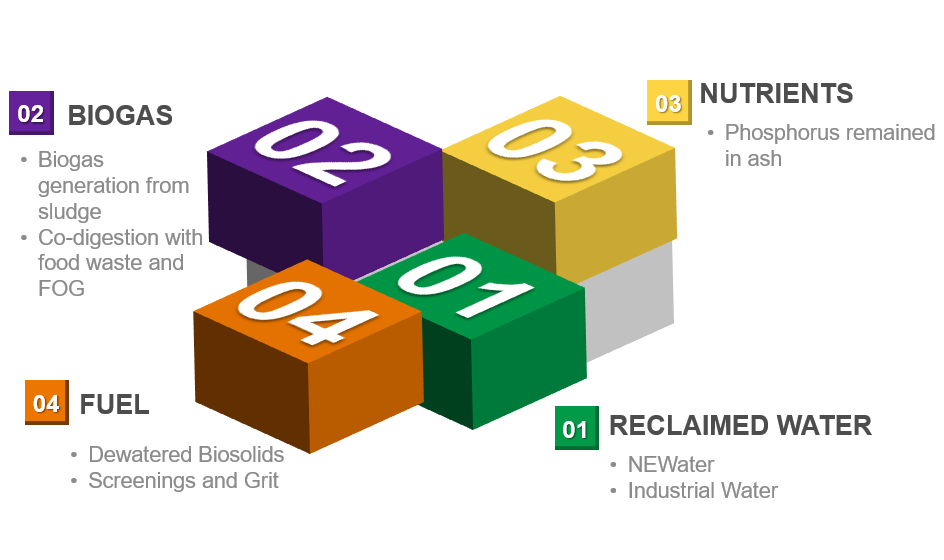 02 BIOGAS
• Biogas
generation from
sludge
• Co-digestion with
food waste and
FOG
03 NUTRIENTS
• Phosphorus remained
in ash
02
03
04
01
04 FUEL
• Dewatered Biosolids
• Screenings and Grit
01 RECLAIMED WATER
• NEWater
• Industrial Water